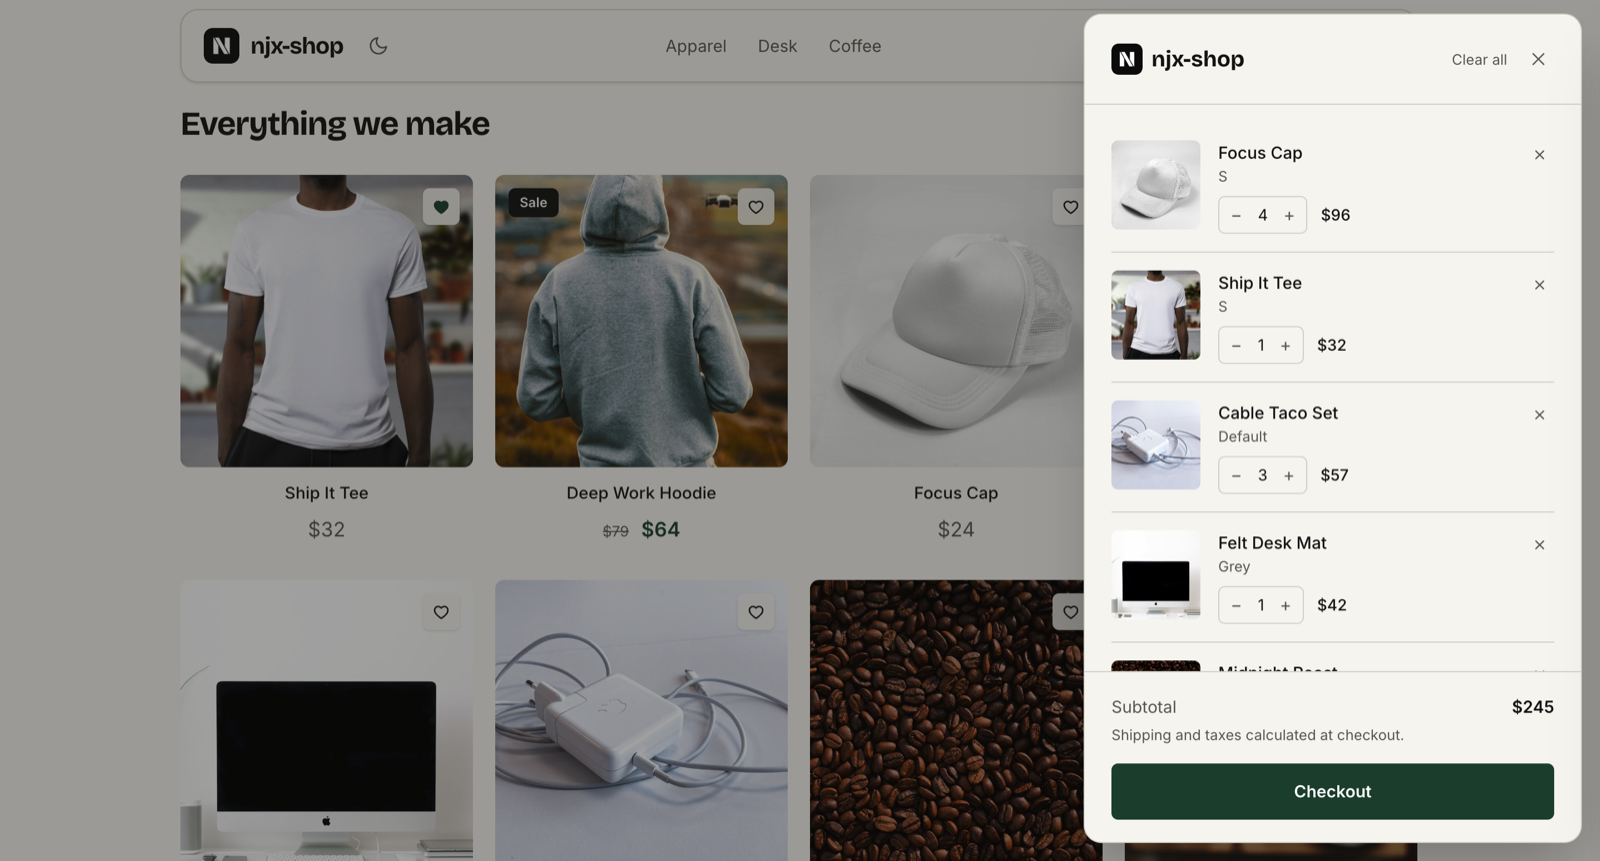 njx-shop
Apparel
Desk
Coffee
Everything we make
Sale
Ship It Tee
$32
Deep Work Hoodie
$79 $64
Focus Cap
$24
njx-shop
Clear all
Focus Cap
S
− 4 + $96
Ship It Tee
S
− 1 + $32
Cable Taco Set
Default
− 3 + $57
Felt Desk Mat
Grey
− 1 + $42
Midnight Roast
Subtotal $245
Shipping and taxes calculated at checkout.
Checkout